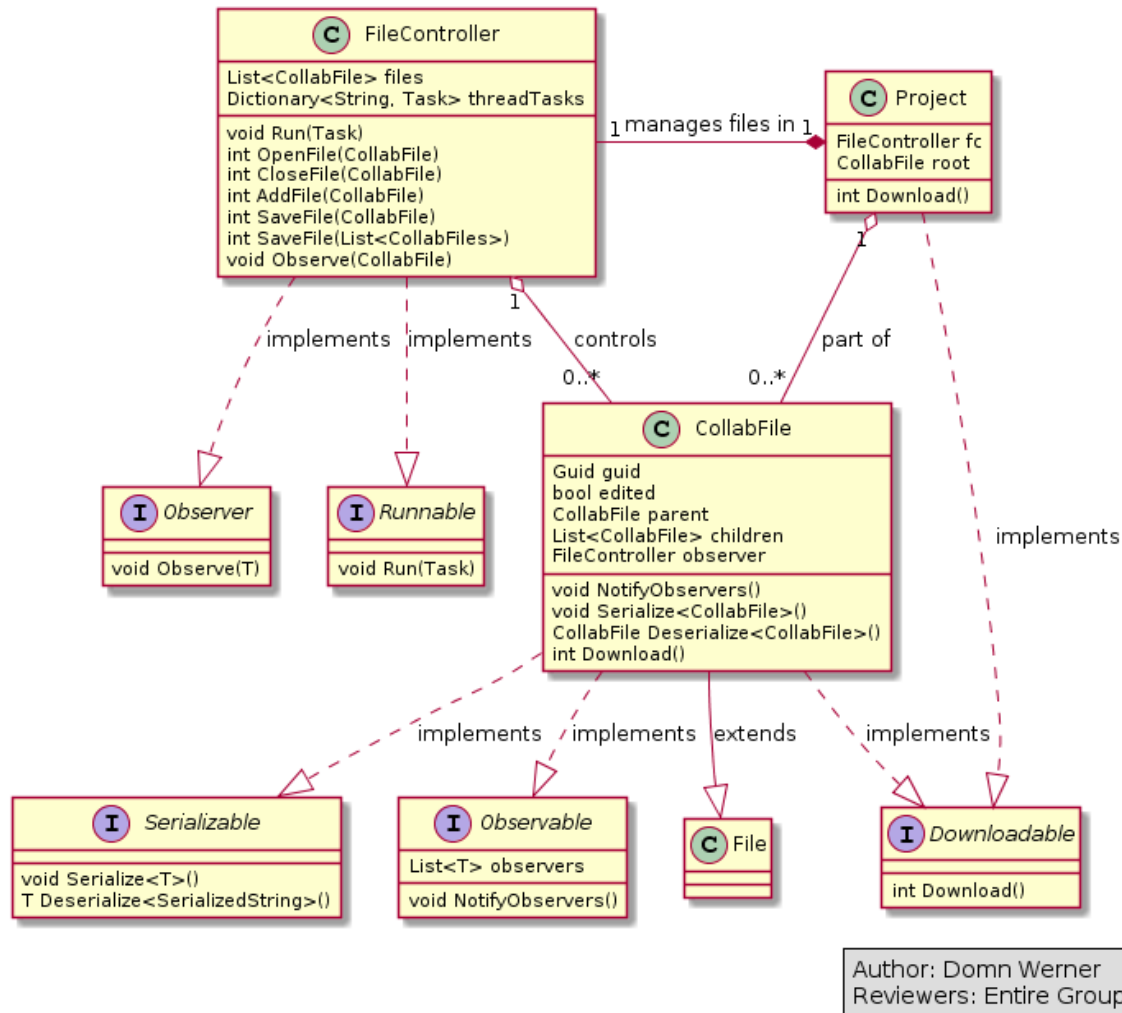 C FileController
List<CollabFile> files
Dictionary<String, Task> threadTasks
void Run(Task)
int OpenFile(CollabFile)
int CloseFile(CollabFile)
int AddFile(CollabFile)
int SaveFile(CollabFile)
int SaveFile(List<CollabFiles>)
void Observe(CollabFile)
C Project
FileController fc
CollabFile root
int Download()
1 manages files in 1
1
1
implements
implements
controls
part of
0..*
0..*
implements
C CollabFile
Guid guid
bool edited
CollabFile parent
List<CollabFile> children
FileController observer
void NotifyObservers()
void Serialize<CollabFile>()
CollabFile Deserialize<CollabFile>()
int Download()
I Observer
void Observe(T)
I Runnable
void Run(Task)
implements
implements
extends
implements
I Serializable
void Serialize<T>()
T Deserialize<SerializedString>()
I Observable
List<T> observers
void NotifyObservers()
C File
I Downloadable
int Download()
Author: Domn Werner
Reviewers: Entire Group